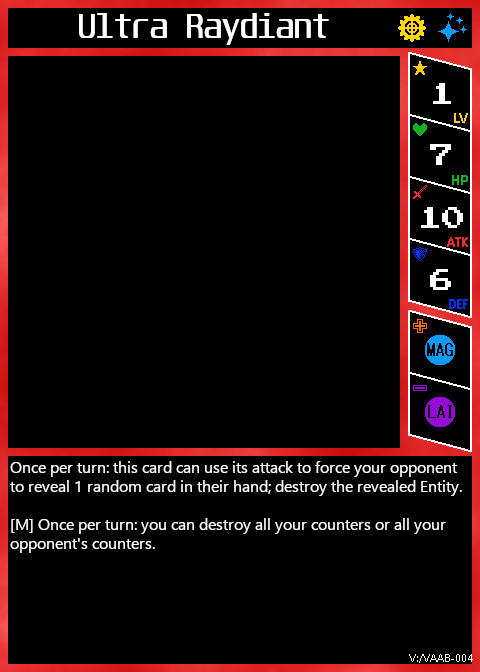 Ultra Raydiant
1
LV
7
HP
10
ATK
6
DEF
MAG
LAI
Once per turn: this card can use its attack to force your opponent
to reveal 1 random card in their hand; destroy the revealed Entity.
[M] Once per turn: you can destroy all your counters or all your
opponent's counters.
V:/VAAB-004